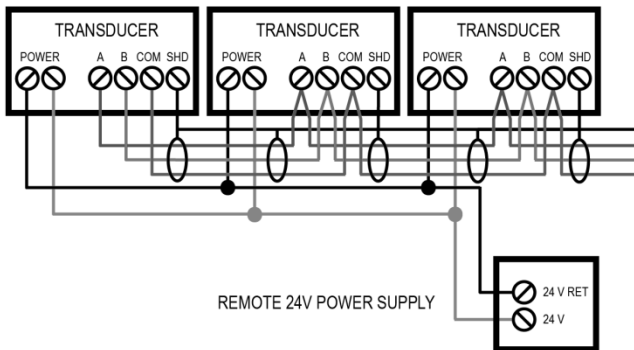 TRANSDUCER TRANSDUCER TRANSDUCER
POWER A B COM SHD POWER A B COM SHD POWER A B COM SHD
24 V RET
REMOTE 24V POWER SUPPLY
24 V